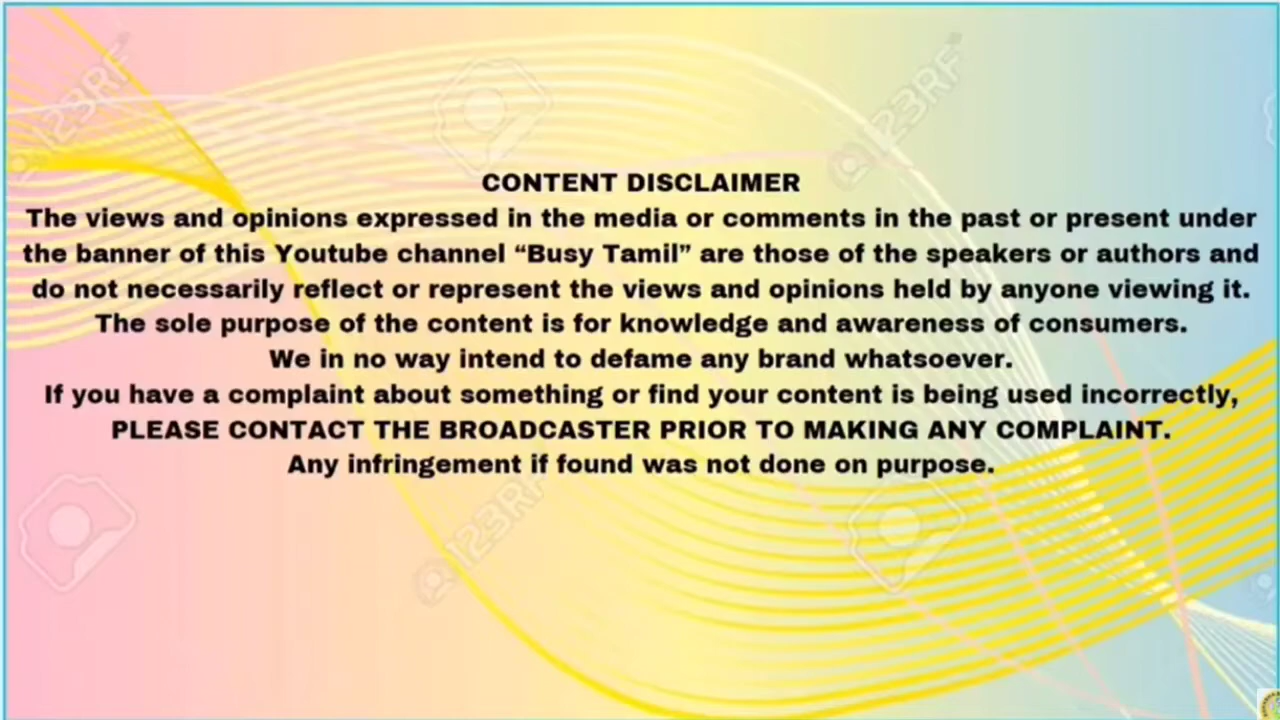 CONTENT DISCLAIMER
The views and opinions expressed in the media or comments in the past or present under
the banner of this Youtube channel “Busy Tamil” are those of the speakers or authors and
do not necessarily reflect or represent the views and opinions held by anyone viewing it.
The sole purpose of the content is for knowledge and awareness of consumers.
We in no way intend to defame any brand whatsoever.
If you have a complaint about something or find your content is being used incorrectly,
PLEASE CONTACT THE BROADCASTER PRIOR TO MAKING ANY COMPLAINT.
Any infringement if found was not done on purpose.
123RF
123RF
123RF